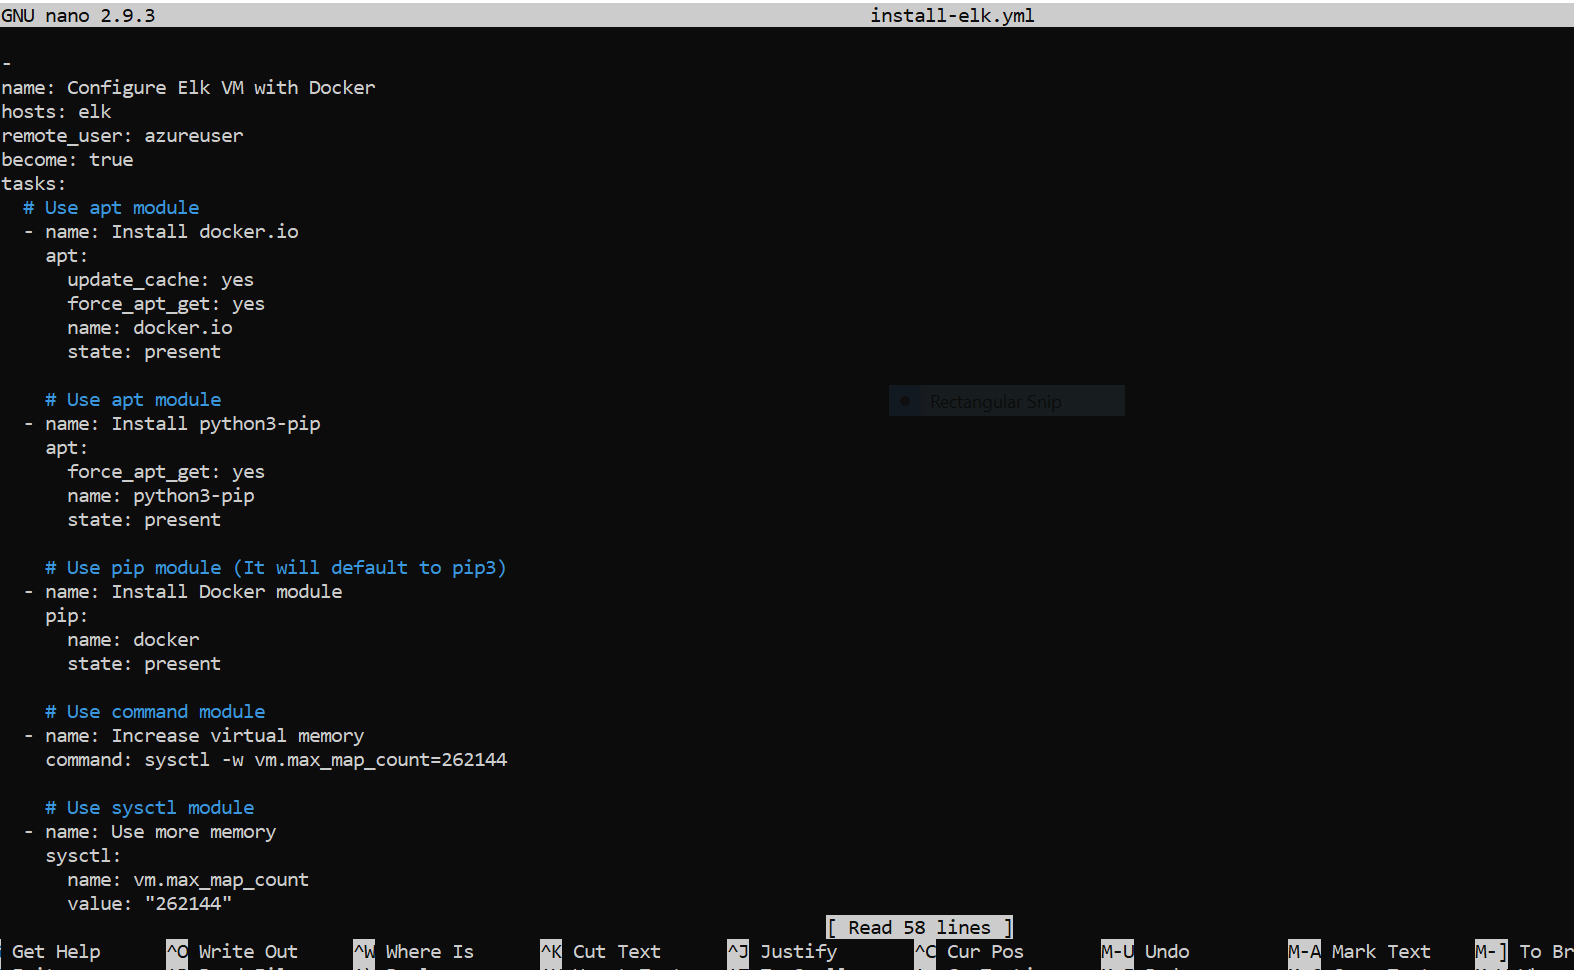 GNU nano 2.9.3 install-elk.yml
-
name: Configure Elk VM with Docker
hosts: elk
remote_user: azureuser
become: true
tasks:
  # Use apt module
  - name: Install docker.io
    apt:
      update_cache: yes
      force_apt_get: yes
      name: docker.io
      state: present
    # Use apt module
  - name: Install python3-pip
    apt:
      force_apt_get: yes
      name: python3-pip
      state: present
    # Use pip module (It will default to pip3)
  - name: Install Docker module
    pip:
      name: docker
      state: present
    # Use command module
  - name: Increase virtual memory
    command: sysctl -w vm.max_map_count=262144
    # Use sysctl module
  - name: Use more memory
    sysctl:
      name: vm.max_map_count
      value: "262144"
Rectangular Snip
[ Read 58 lines ]
Get Help ^O Write Out ^W Where Is ^K Cut Text ^J Justify ^C Cur Pos M-U Undo M-A Mark Text M-] To Br